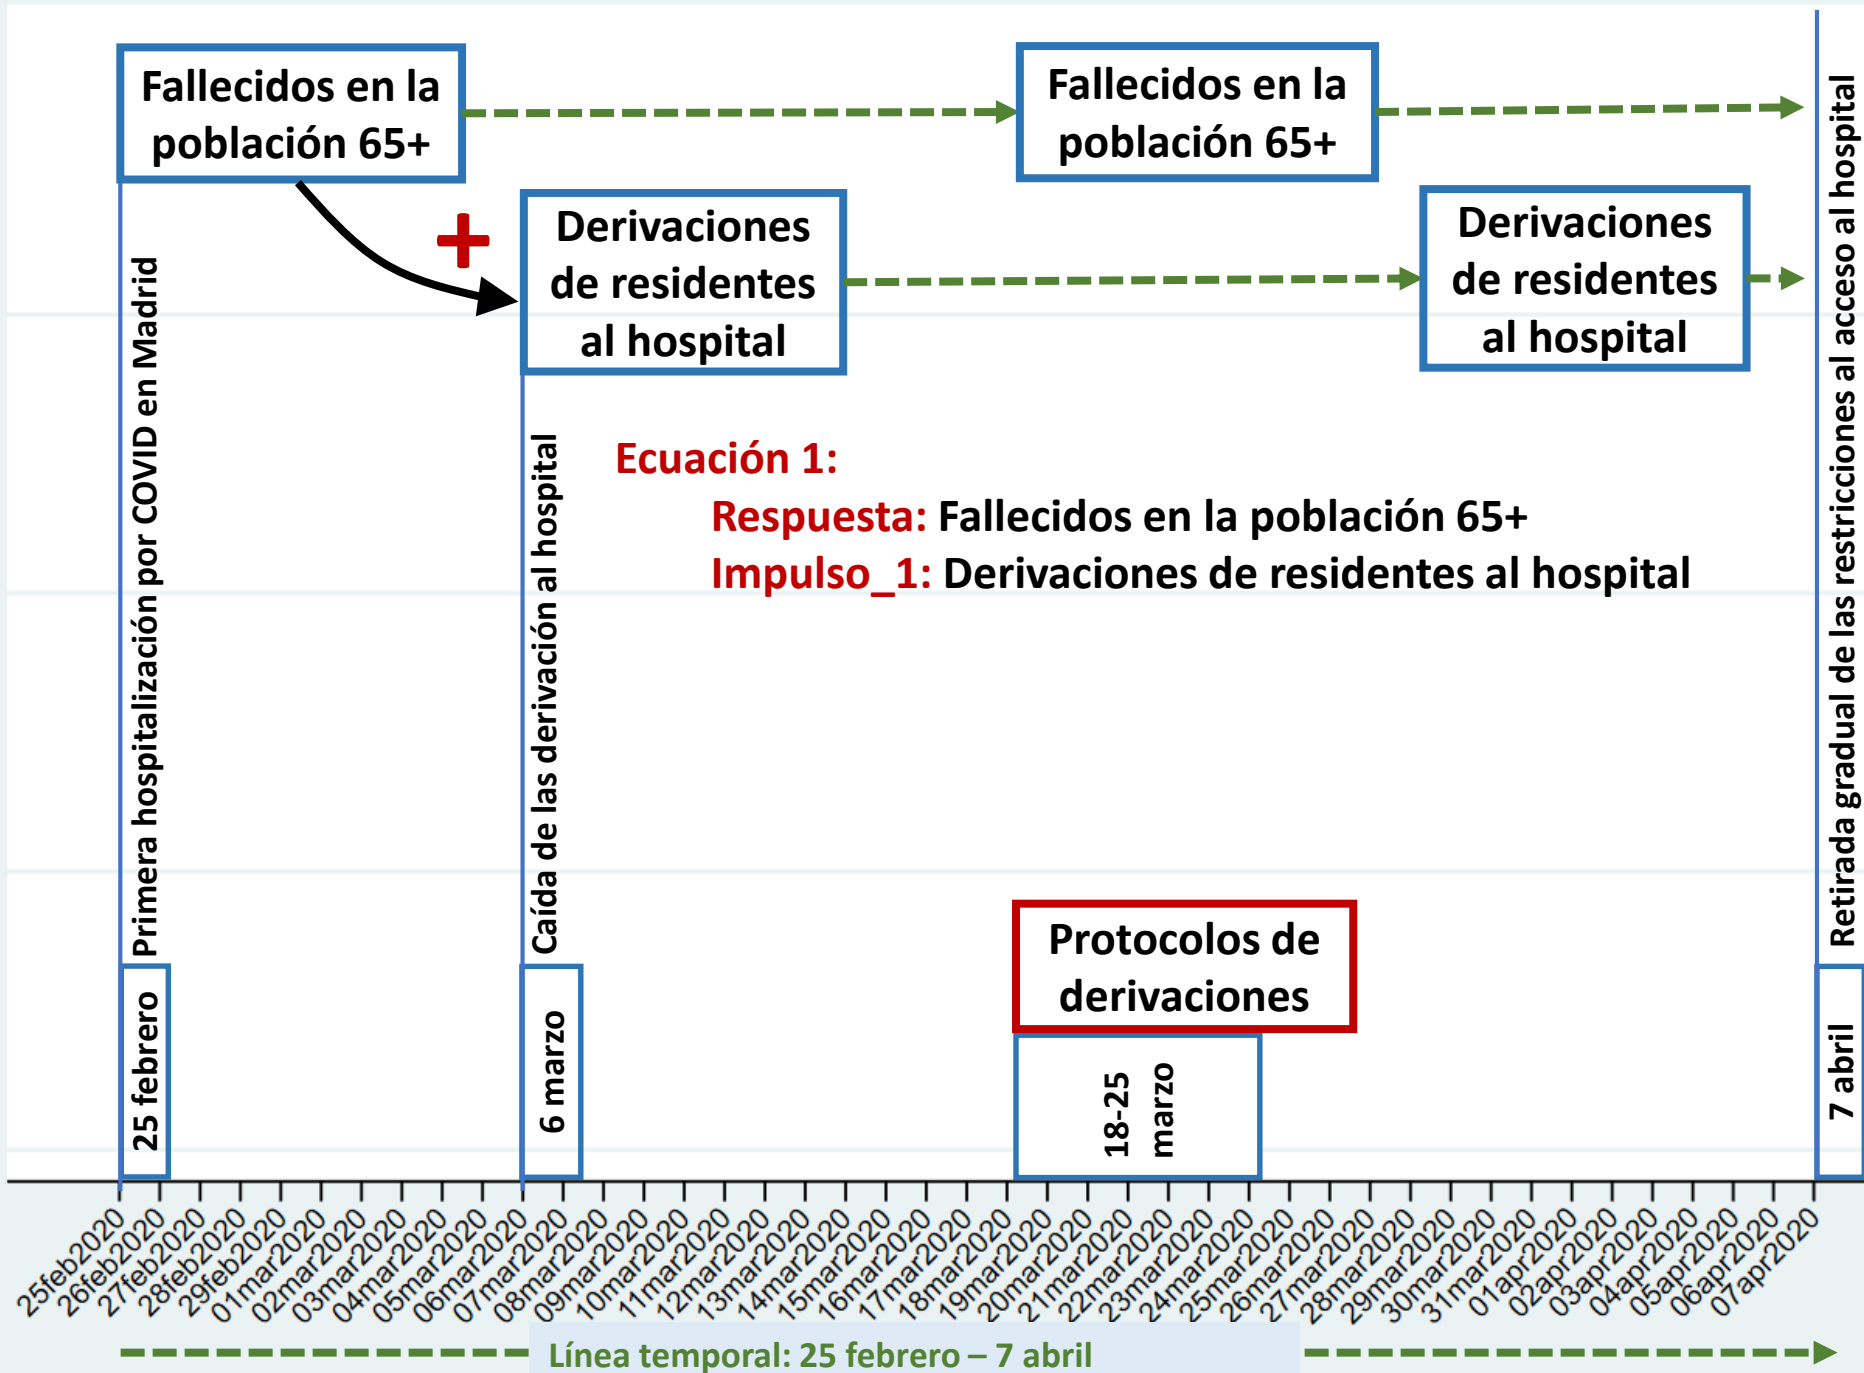 Fallecidos en la
población 65+
Fallecidos en la
población 65+
+
Derivaciones
de residentes
al hospital
Derivaciones
de residentes
al hospital
Primera hospitalización por COVID en Madrid
Caída de las derivación al hospital
Retirada gradual de las restricciones al acceso al hospital
Ecuación 1:
Respuesta: Fallecidos en la población 65+
Impulso_1: Derivaciones de residentes al hospital
Protocolos de
derivaciones
25 febrero
6 marzo
18-25
marzo
7 abril
25feb2020
26feb2020
27feb2020
28feb2020
29feb2020
01mar2020
02mar2020
03mar2020
04mar2020
05mar2020
06mar2020
07mar2020
08mar2020
09mar2020
10mar2020
11mar2020
12mar2020
13mar2020
14mar2020
15mar2020
16mar2020
17mar2020
18mar2020
19mar2020
20mar2020
21mar2020
22mar2020
23mar2020
24mar2020
25mar2020
26mar2020
27mar2020
28mar2020
29mar2020
30mar2020
31mar2020
01apr2020
02apr2020
03apr2020
04apr2020
05apr2020
06apr2020
07apr2020
Línea temporal: 25 febrero – 7 abril